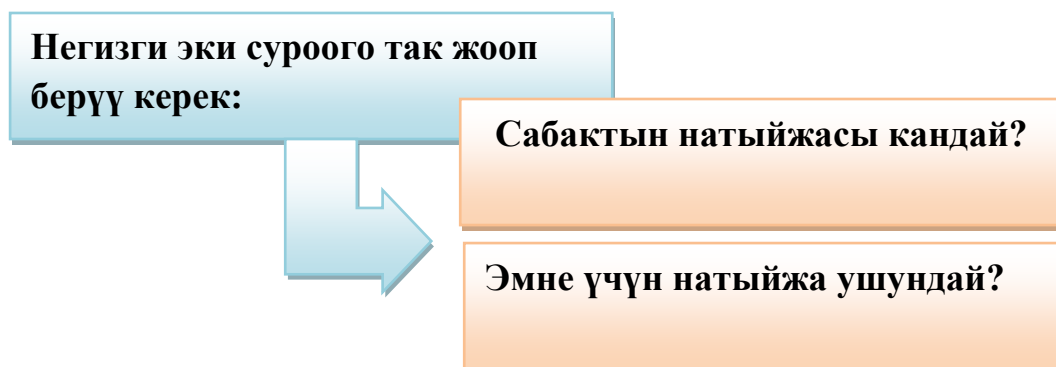 Негизги эки суроого так жооп
берүү керек:
Сабактын натыйжасы кандай?
Эмне үчүн натыйжа ушундай?